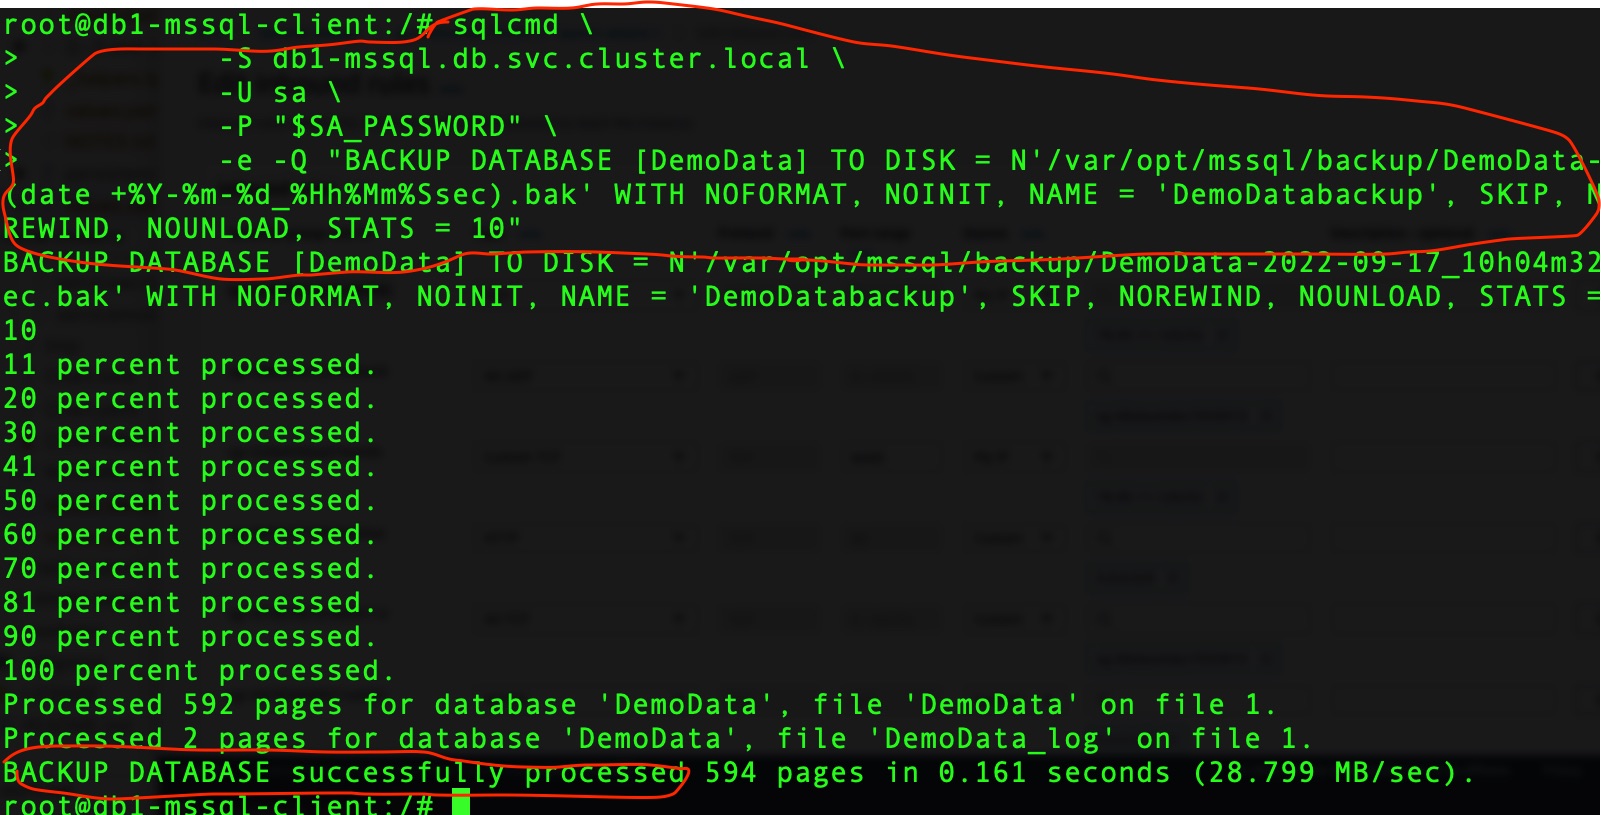 root@db1-mssql-client:/# sqlcmd \
>           -S db1-mssql.db.svc.cluster.local \
>           -U sa \
>           -P "$SA_PASSWORD" \
>           -e -Q "BACKUP DATABASE [DemoData] TO DISK = N'/var/opt/mssql/backup/DemoData-
(date +%Y-%m-%d_%Hh%Mm%Ssec).bak' WITH NOFORMAT, NOINIT, NAME = 'DemoDatabackup', SKIP, N
REWIND, NOUNLOAD, STATS = 10"
BACKUP DATABASE [DemoData] TO DISK = N'/var/opt/mssql/backup/DemoData-2022-09-17_10h04m32
ec.bak' WITH NOFORMAT, NOINIT, NAME = 'DemoDatabackup', SKIP, NOREWIND, NOUNLOAD, STATS =
10
11 percent processed.
20 percent processed.
30 percent processed.
41 percent processed.
50 percent processed.
60 percent processed.
70 percent processed.
81 percent processed.
90 percent processed.
100 percent processed.
Processed 592 pages for database 'DemoData', file 'DemoData' on file 1.
Processed 2 pages for database 'DemoData', file 'DemoData_log' on file 1.
BACKUP DATABASE successfully processed 594 pages in 0.161 seconds (28.799 MB/sec).
root@db1-mssql-client:/#